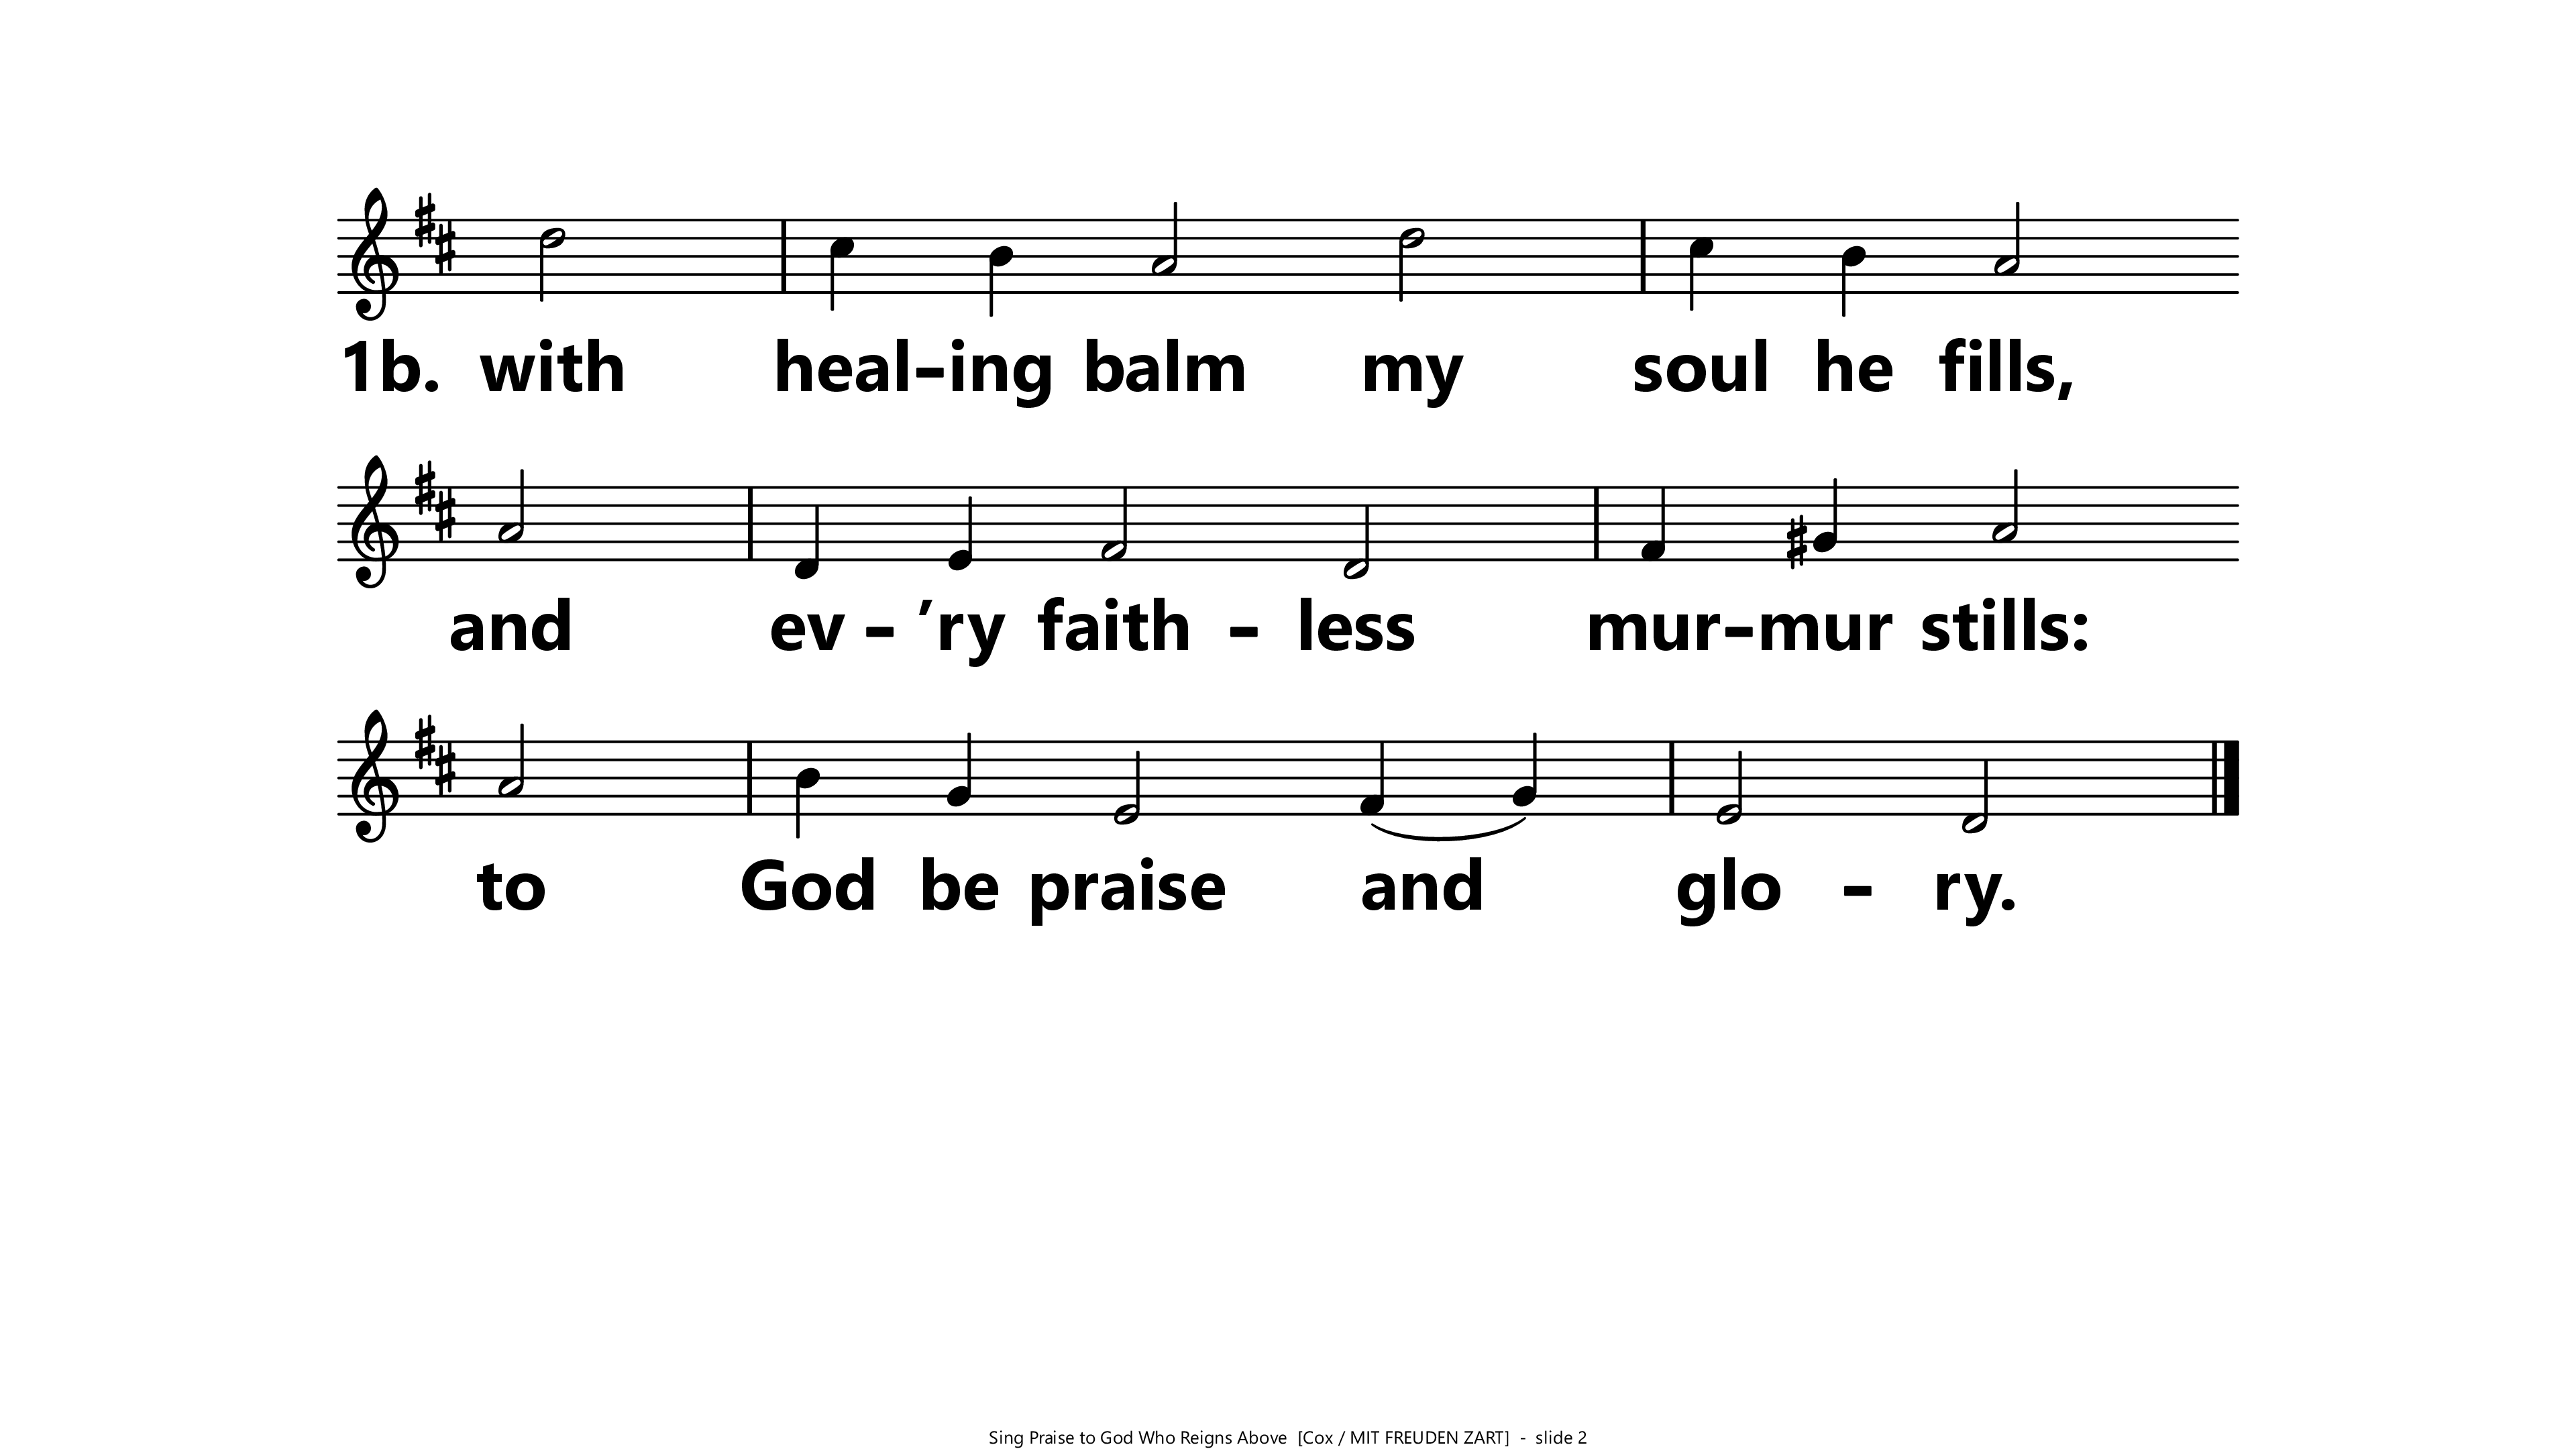 1b. with heal-ing balm my soul he fills,
and ev - ’ry faith - less mur-mur stills:
to God be praise and glo - ry.
Sing Praise to God Who Reigns Above [Cox / MIT FREUDEN ZART] - slide 2